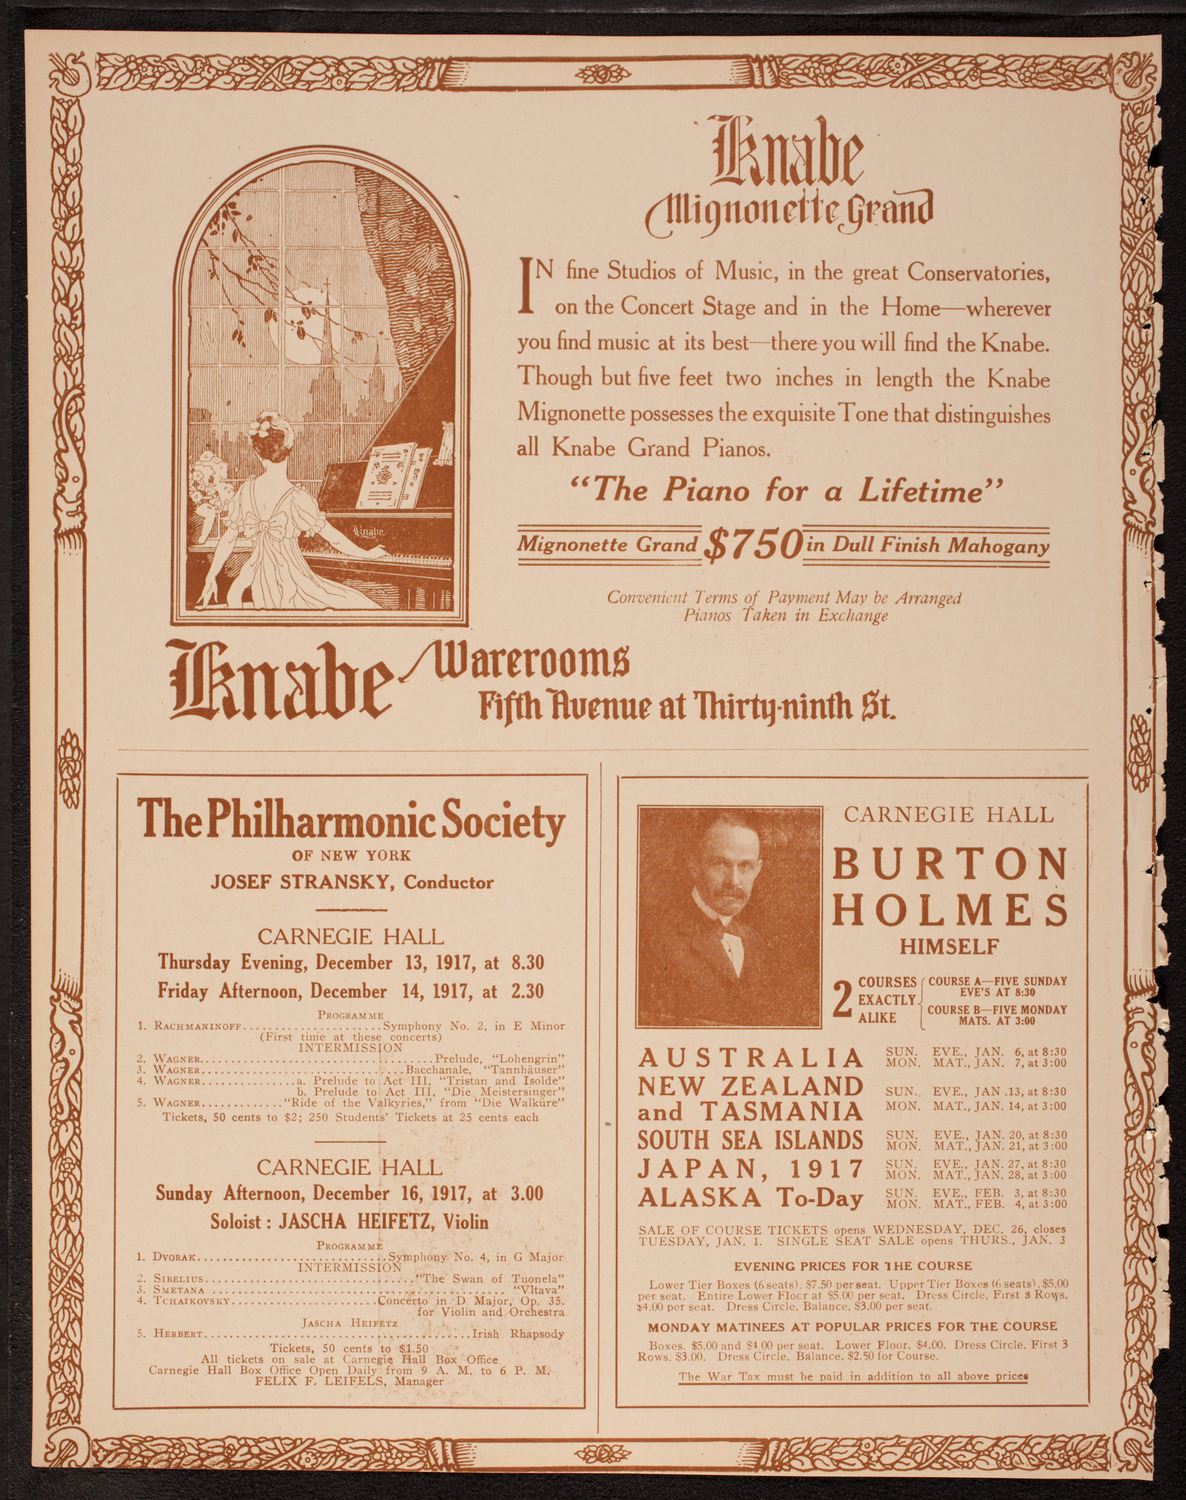 Knabe
Mignonette Grand
IN fine Studios of Music, in the great Conservatories,
on the Concert Stage and in the Home—wherever
you find music at its best—there you will find the Knabe.
Though but five feet two inches in length the Knabe
Mignonette possesses the exquisite Tone that distinguishes
all Knabe Grand Pianos.
“The Piano for a Lifetime”
Mignonette Grand $750 in Dull Finish Mahogany
Convenient Terms of Payment May be Arranged
Pianos Taken in Exchange
Knabe
Knabe Warerooms
Fifth Avenue at Thirty-ninth St.
The Philharmonic Society
OF NEW YORK
JOSEF STRANSKY, Conductor
CARNEGIE HALL
Thursday Evening, December 13, 1917, at 8.30
Friday Afternoon, December 14, 1917, at 2.30
PROGRAMME
1. RACHMANINOFF.......................Symphony No. 2, in E Minor
(First time at these concerts)
INTERMISSION
2. WAGNER.......................................Prelude, “Lohengrin”
3. WAGNER..................................Bacchanale, “Tannhäuser”
4. WAGNER................a. Prelude to Act III, “Tristan and Isolde”
b. Prelude to Act III, “Die Meistersinger”
5. WAGNER.............“Ride of the Valkyries,” from “Die Walküre”
Tickets, 50 cents to $2; 250 Students' Tickets at 25 cents each
CARNEGIE HALL
Sunday Afternoon, December 16, 1917, at 3.00
Soloist: JASCHA HEIFETZ, Violin
PROGRAMME
1. DVORAK................................Symphony No. 4, in G Major
INTERMISSION
2. SIBELIUS...................................“The Swan of Tuonela”
3. SMETANA ................................................... “Vltava”
4. TCHAIKOVSKY........................Concerto in D Major, Op. 35.
for Violin and Orchestra
JASCHA HEIFETZ
5. HERBERT............................................Irish Rhapsody
Tickets, 50 cents to $1.50
All tickets on sale at Carnegie Hall Box Office
Carnegie Hall Box Office Open Daily from 9 A. M. to 6 P. M.
FELIX F. LEIFELS, Manager
CARNEGIE HALL
BURTON
HOLMES
HIMSELF
2 COURSES EXACTLY ALIKE
COURSE A—FIVE SUNDAY
EVE'S AT 8:30
COURSE B—FIVE MONDAY
MATS. AT 3:00
AUSTRALIA SUN. EVE., JAN. 6, at 8:30
MON. MAT., JAN. 7, at 3:00
NEW ZEALAND SUN. EVE., JAN .13, at 8:30
and TASMANIA MON. MAT., JAN. 14, at 3:00
SOUTH SEA ISLANDS SUN. EVE., JAN. 20, at 8:30
MON. MAT., JAN. 21, at 3:00
JAPAN, 1917 SUN. EVE., JAN. 27, at 8:30
MON. MAT., JAN. 28, at 3:00
ALASKA To-Day SUN. EVE., FEB. 3, at 8:30
MON. MAT., FEB. 4, at 3:00
SALE OF COURSE TICKETS opens WEDNESDAY, DEC. 26, closes
TUESDAY, JAN. 1. SINGLE SEAT SALE opens THURS., JAN. 3
EVENING PRICES FOR THE COURSE
Lower Tier Boxes (6 seats), $7.50 per seat. Upper Tier Boxes (6 seats), $5.00
per seat. Entire Lower Floor at $5.00 per seat. Dress Circle, First 3 Rows,
$4.00 per seat. Dress Circle, Balance, $3.00 per seat.
MONDAY MATINEES AT POPULAR PRICES FOR THE COURSE
Boxes, $5.00 and $4.00 per seat. Lower Floor, $4.00. Dress Circle, First 3
Rows, $3.00. Dress Circle, Balance, $2.50 for Course.
The War Tax must be paid in addition to all above prices